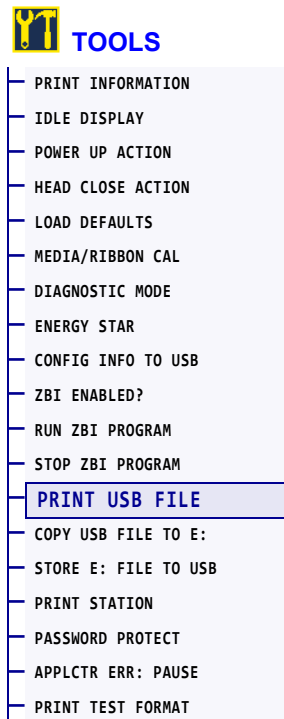 TOOLS
PRINT INFORMATION
IDLE DISPLAY
POWER UP ACTION
HEAD CLOSE ACTION
LOAD DEFAULTS
MEDIA/RIBBON CAL
DIAGNOSTIC MODE
ENERGY STAR
CONFIG INFO TO USB
ZBI ENABLED?
RUN ZBI PROGRAM
STOP ZBI PROGRAM
PRINT USB FILE
COPY USB FILE TO E:
STORE E: FILE TO USB
PRINT STATION
PASSWORD PROTECT
APPLCTR ERR: PAUSE
PRINT TEST FORMAT